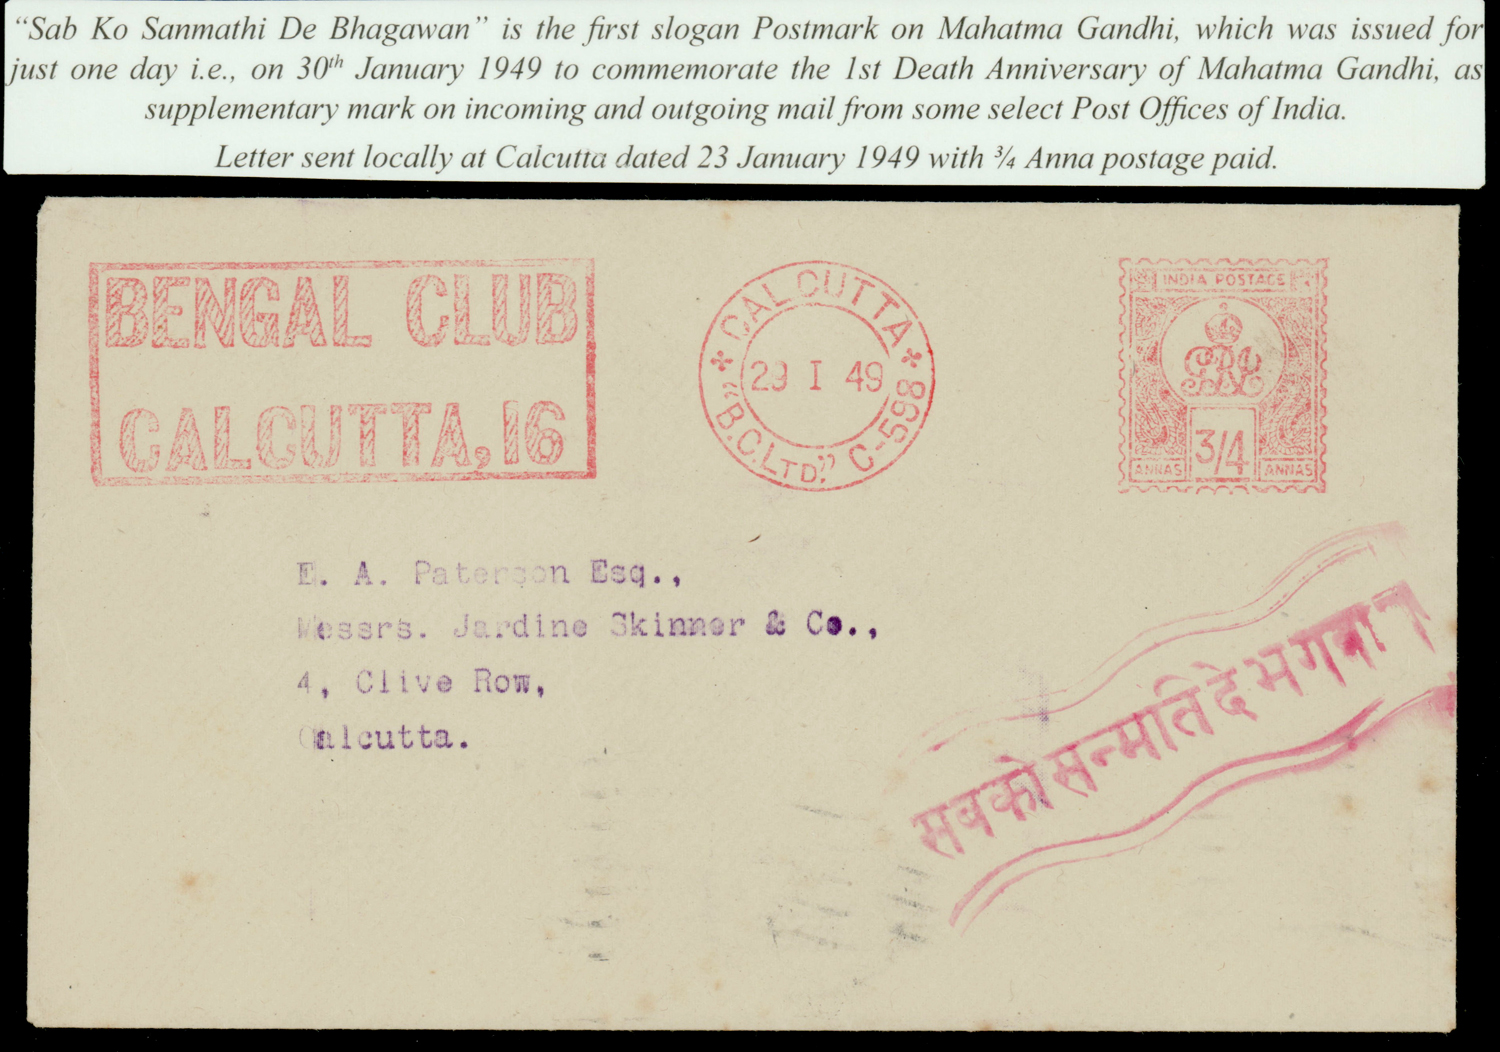 “Sab Ko Sanmathi De Bhagawan” is the first slogan Postmark on Mahatma Gandhi, which was issued for
just one day i.e., on 30th January 1949 to commemorate the 1st Death Anniversary of Mahatma Gandhi, as
supplementary mark on incoming and outgoing mail from some select Post Offices of India.
Letter sent locally at Calcutta dated 23 January 1949 with ¾ Anna postage paid.
BENGAL CLUB
CALCUTTA, 16
CALCUTTA
29 I 49
"B.C.LTD." C-598
INDIA POSTAGE
3/4
ANNAS ANNAS
E. A. Paterson Esq.,
Messrs. Jardine Skinner & Co.,
4, Clive Row,
Calcutta.
सबको सन्मति दे भगवान